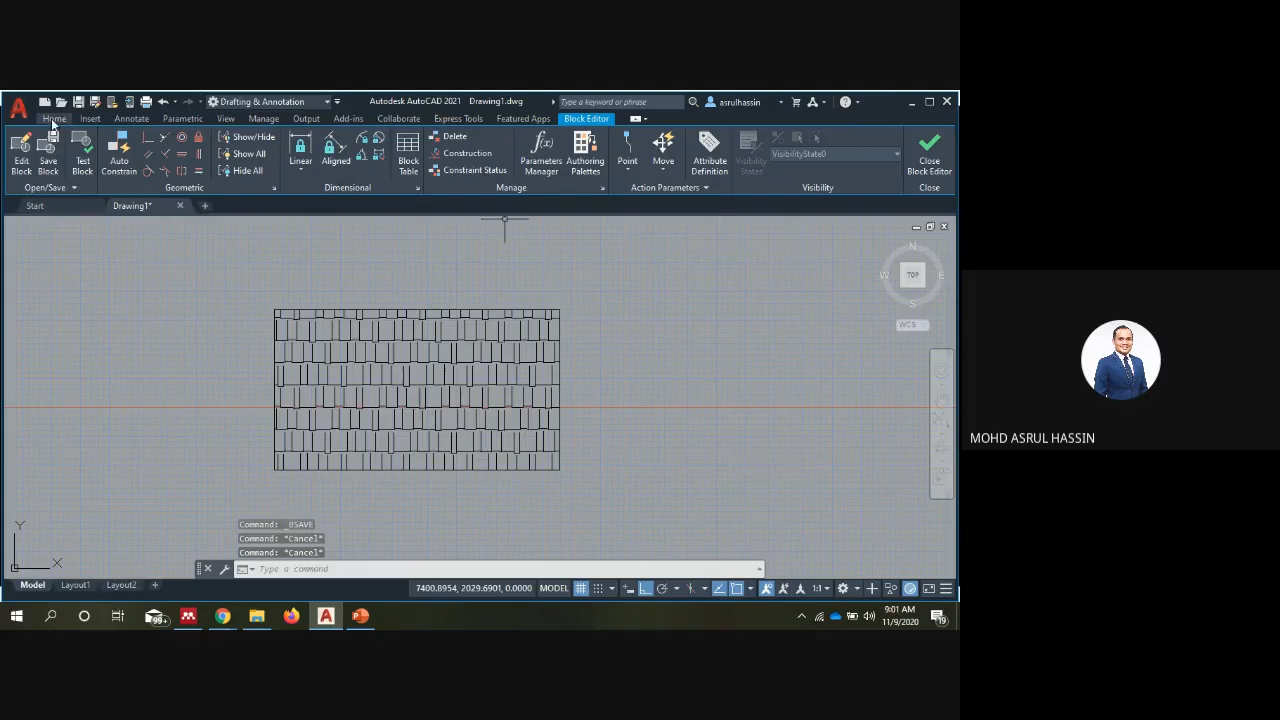 Drafting & Annotation
Autodesk AutoCAD 2021 Drawing1.dwg
Type a keyword or phrase
asrulhassin
Home Insert Annotate Parametric View Manage Output Add-ins Collaborate Express Tools Featured Apps Block Editor
Edit Block
Save Block
Test Block
Auto Constrain
Show/Hide
Show All
Hide All
Linear
Aligned
Block Table
Delete
Construction
Constraint Status
Parameters Manager
Authoring Palettes
Point
Move
Attribute Definition
Visibility States
VisibilityState0
Close Block Editor
Open/Save Geometric Dimensional Manage Action Parameters Visibility Close
Start Drawing1*
N
W TOP E
S
WCS
Command: _BSAVE
Command: *Cancel*
Command: *Cancel*
Type a command
Y
X
Model Layout1 Layout2
7400.8954, 2029.6901, 0.0000 MODEL
1:1
99+
9:01 AM
11/9/2020
19
MOHD ASRUL HASSIN